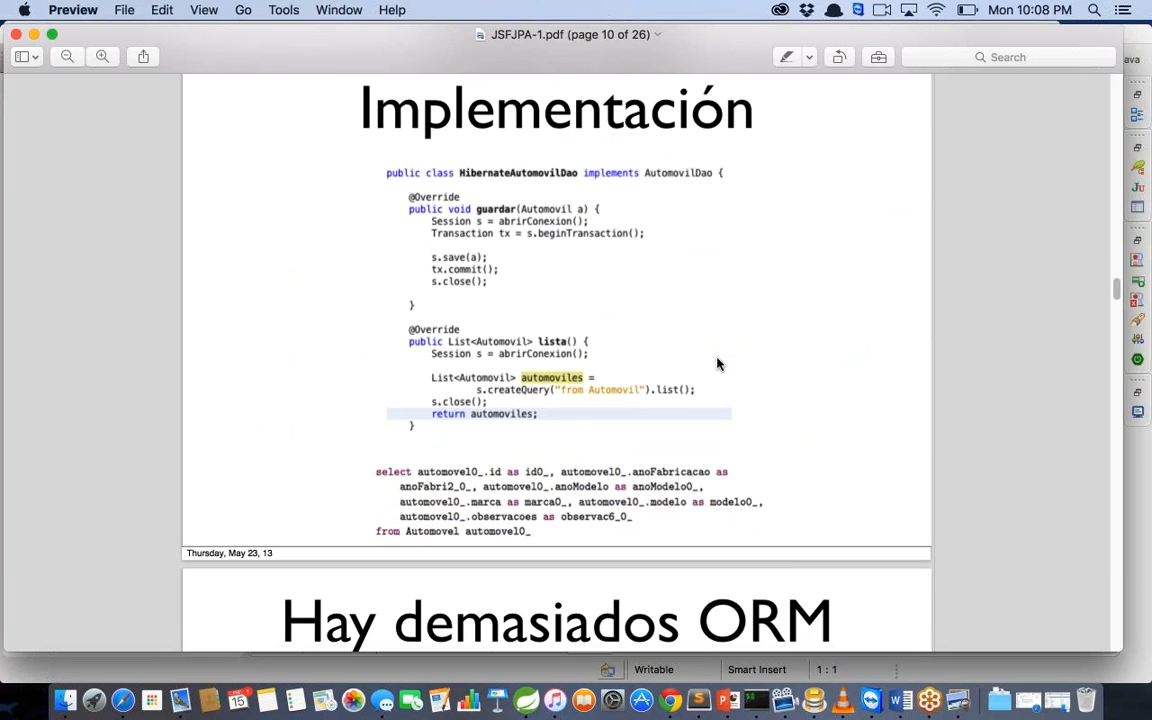 Preview File Edit View Go Tools Window Help Mon 10:08 PM
JSFJPA-1.pdf (page 10 of 26)
Search
ava
Implementación
public class HibernateAutomovilDao implements AutomovilDao {
@Override
public void guardar(Automovil a) {
Session s = abrirConexion();
Transaction tx = s.beginTransaction();
s.save(a);
tx.commit();
s.close();
}
@Override
public List<Automovil> lista() {
Session s = abrirConexion();
List<Automovil> automoviles =
s.createQuery("from Automovil").list();
s.close();
return automoviles;
}
select automovel0_.id as id0_, automovel0_.anoFabricacao as
anoFabri2_0_, automovel0_.anoModelo as anoModelo0_,
automovel0_.marca as marca0_, automovel0_.modelo as modelo0_,
automovel0_.observacoes as observac6_0_
from Automovel automovel0_
Thursday, May 23, 13
Hay demasiados ORM
Ju
Writable Smart Insert 1 : 1
15